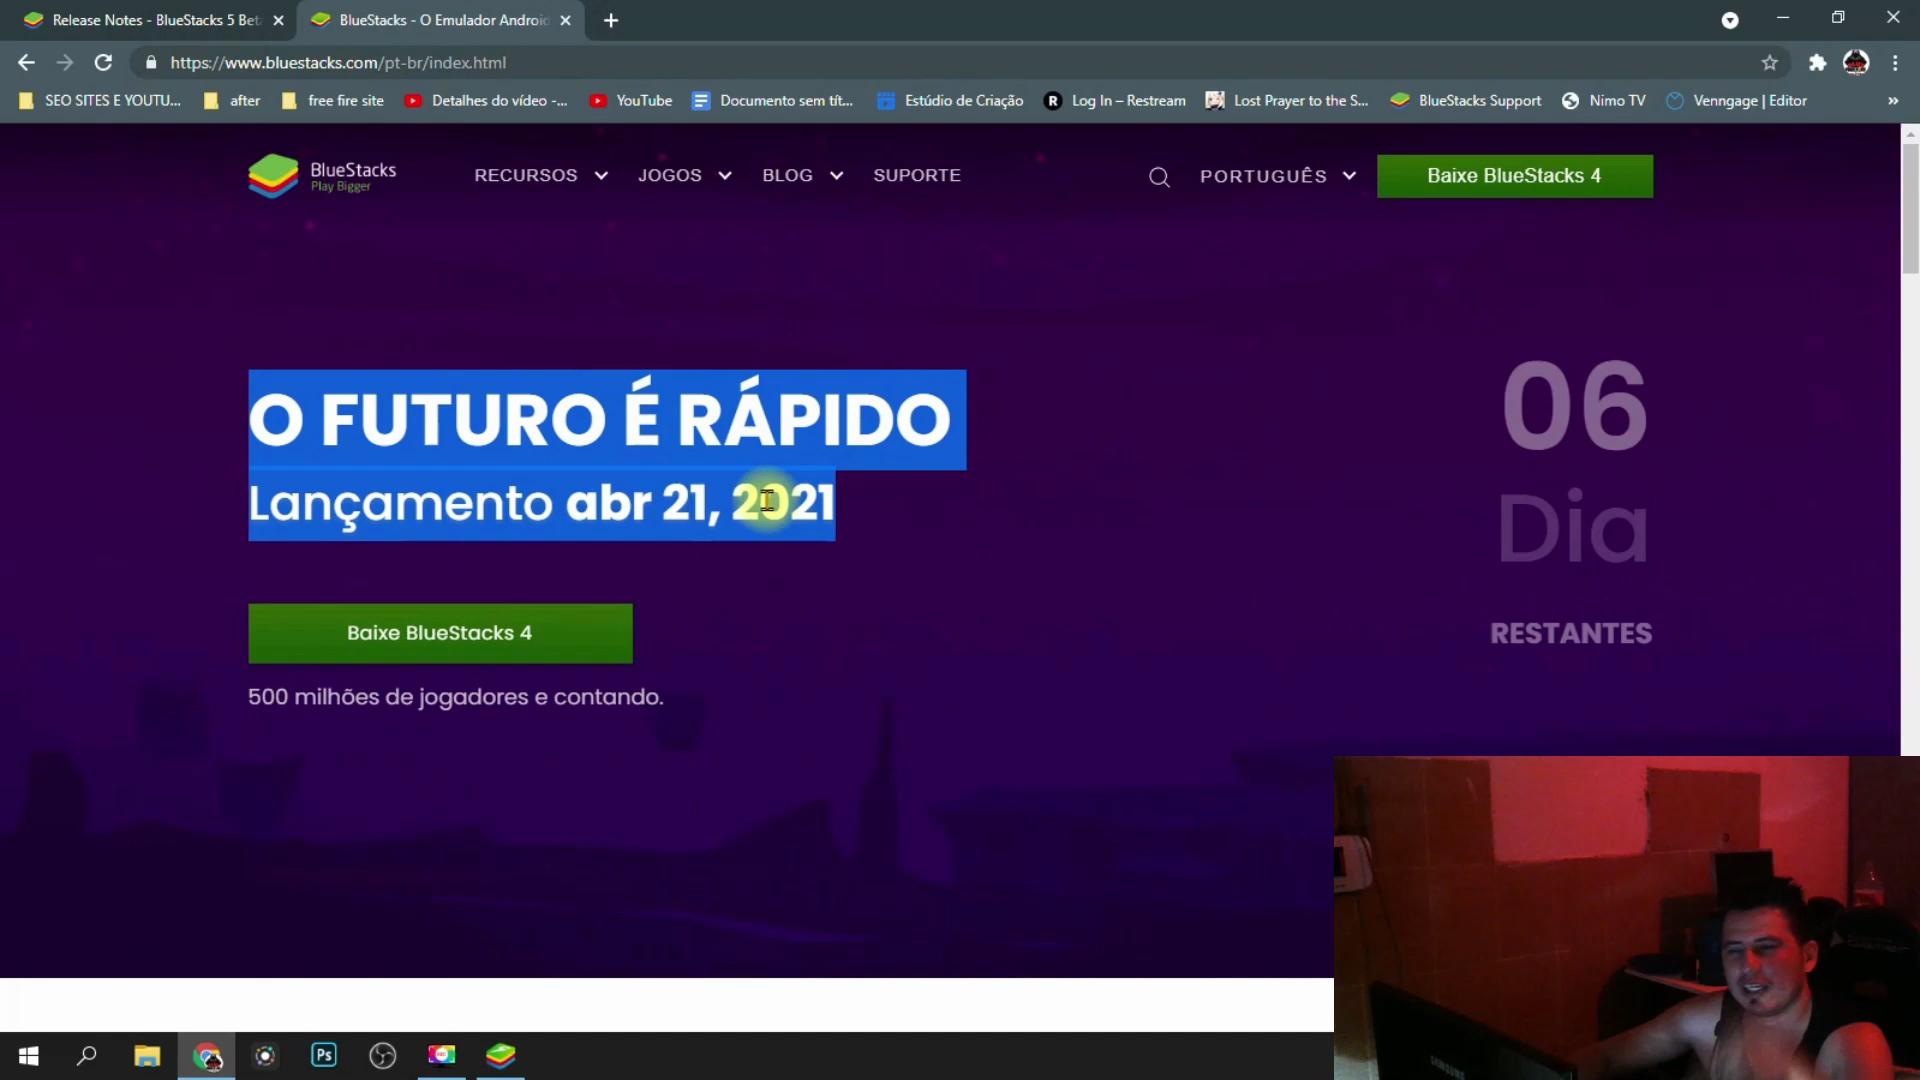 Release Notes - BlueStacks 5 Bet
BlueStacks - O Emulador Android
https://www.bluestacks.com/pt-br/index.html
SEO SITES E YOUTU...
after
free fire site
Detalhes do vídeo -...
YouTube
Documento sem tít...
Estúdio de Criação
Log In – Restream
Lost Prayer to the S...
BlueStacks Support
Nimo TV
Venngage | Editor
BlueStacks
Play Bigger
RECURSOS
JOGOS
BLOG
SUPORTE
PORTUGUÊS
Baixe BlueStacks 4
O FUTURO É RÁPIDO
Lançamento abr 21, 2021
Baixe BlueStacks 4
500 milhões de jogadores e contando.
06
Dia
RESTANTES
Ps
SAMSUNG